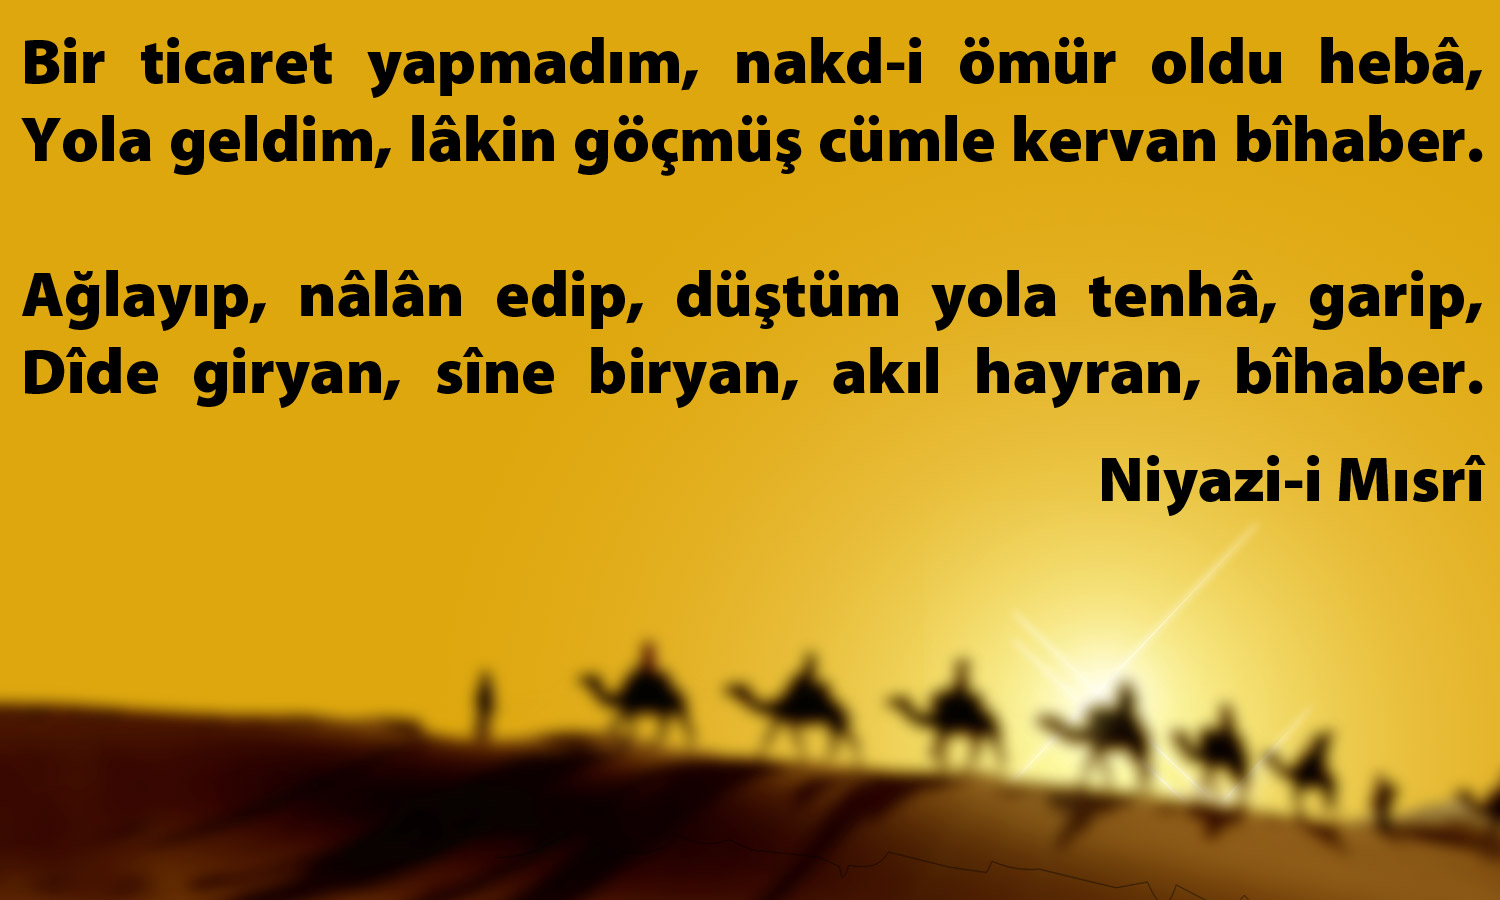 Bir ticaret yapmadım, nakd-i ömür oldu hebâ,
Yola geldim, lâkin göçmüş cümle kervan bîhaber.
Ağlayıp, nâlân edip, düştüm yola tenhâ, garip,
Dîde giryan, sîne biryan, akıl hayran, bîhaber.
Niyazi-i Mısrî